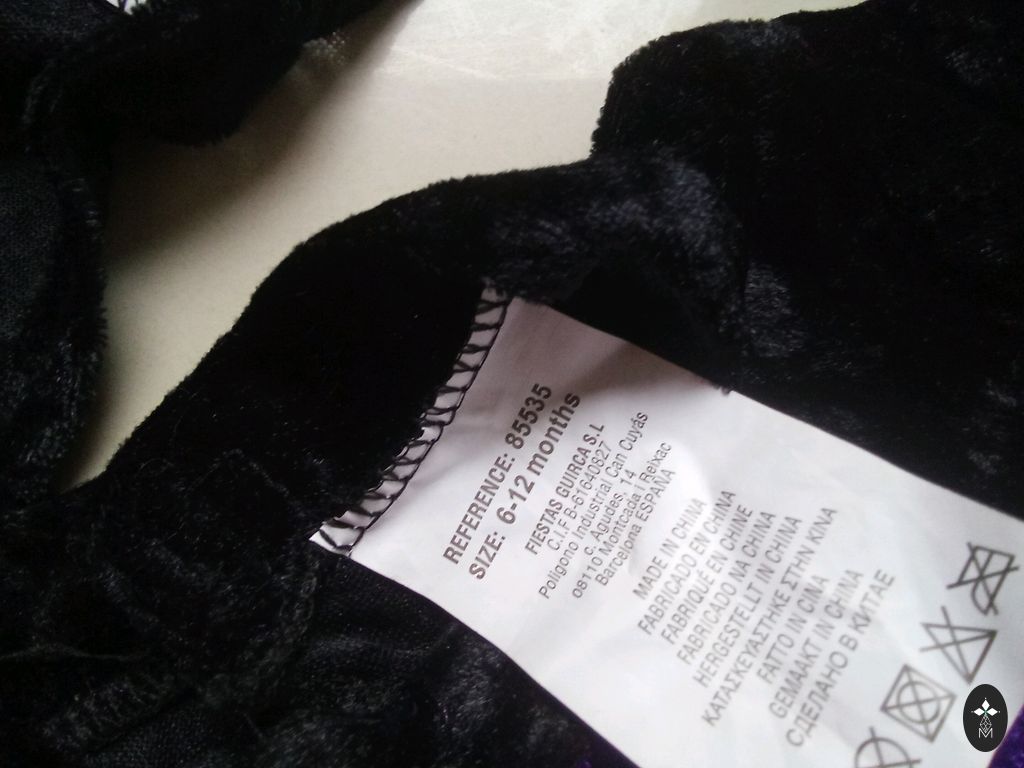 REFERENCE: 85535
SIZE: 6-12 months
FIESTAS GUIRCA S.L
C.I.F B-61640827
Polígono Industrial Can Cuyás
c. Agudes, 14
08110 Montcada i Reixac
Barcelona ESPAÑA
MADE IN CHINA
FABRICADO EN CHINA
FABRIQUÉ EN CHINE
FABRICADO NA CHINA
HERGESTELLT IN CHINA
ΚΑΤΑΣΚΕΥΑΣΤΗΚΕ ΣΤΗΝ ΚΙΝΑ
FATTO IN CINA
GEMAAKT IN CHINA
СДЕЛАНО В КИТАЕ
M